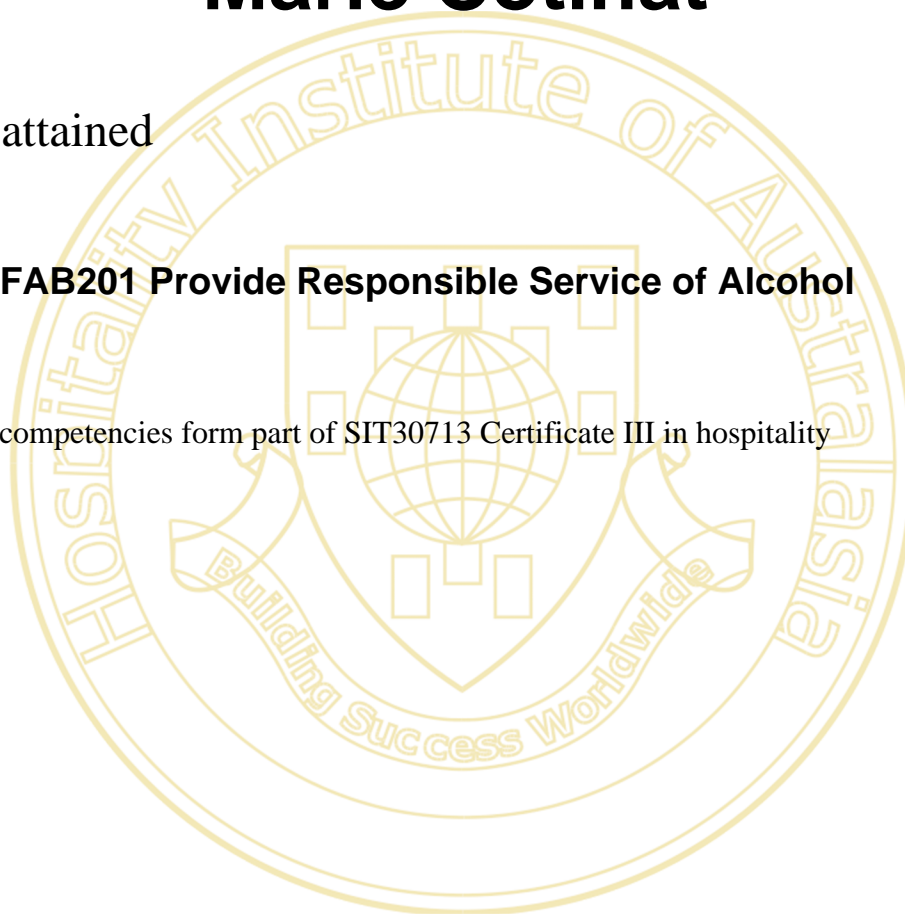 attained
FAB201 Provide Responsible Service of Alcohol
competencies form part of SIT30713 Certificate III in hospitality
Hospitality Institute of Australasia
Building Success Worldwide